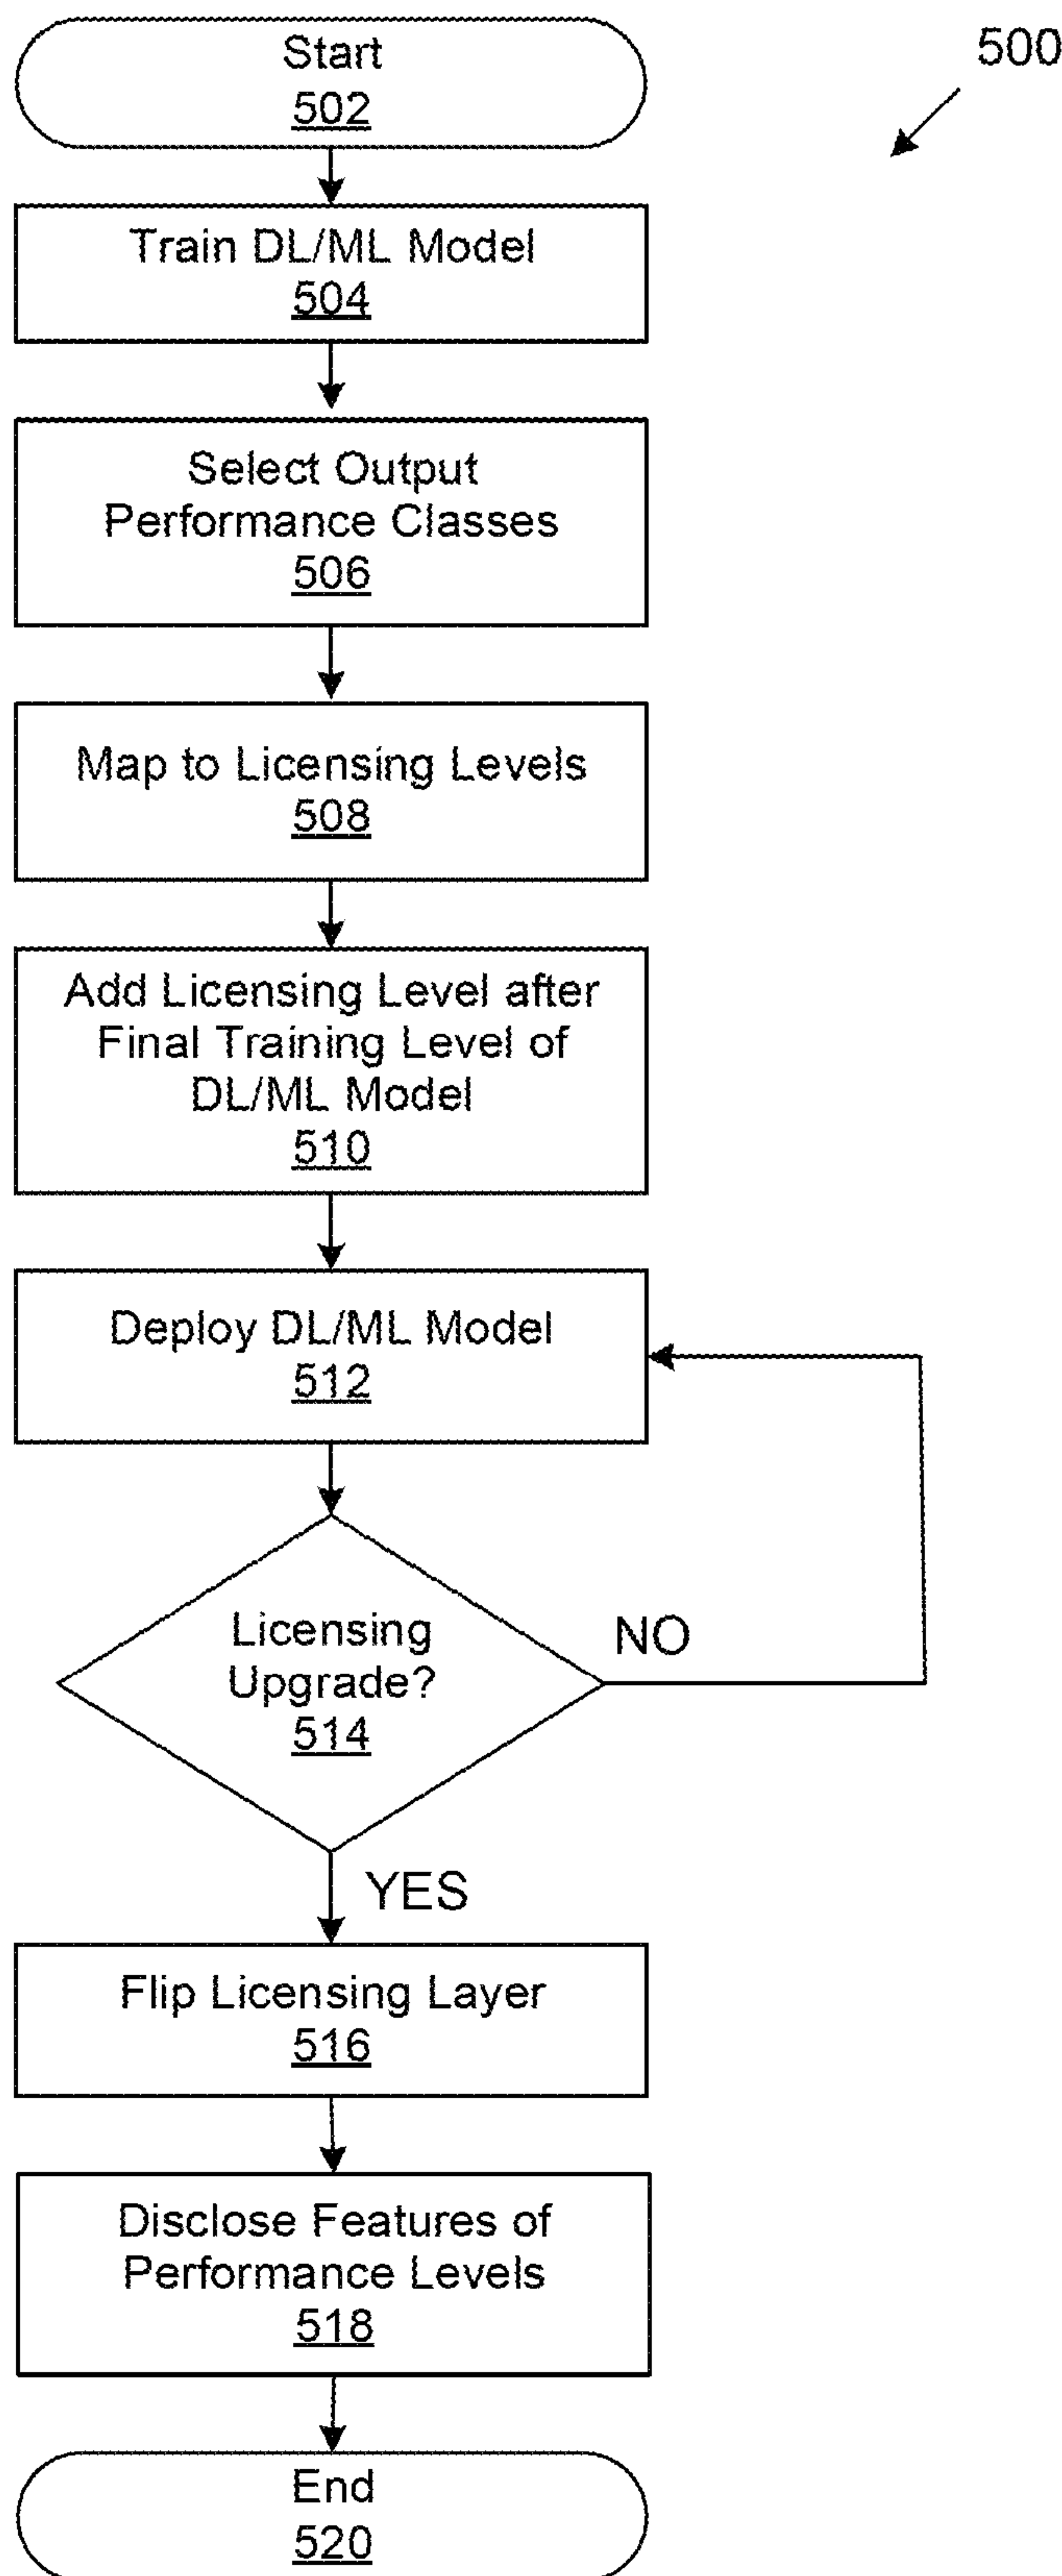 Start
502
500
Train DL/ML Model
504
Select Output
Performance Classes
506
Map to Licensing Levels
508
Add Licensing Level after
Final Training Level of
DL/ML Model
510
Deploy DL/ML Model
512
Licensing
Upgrade?
514
NO
YES
Flip Licensing Layer
516
Disclose Features of
Performance Levels
518
End
520